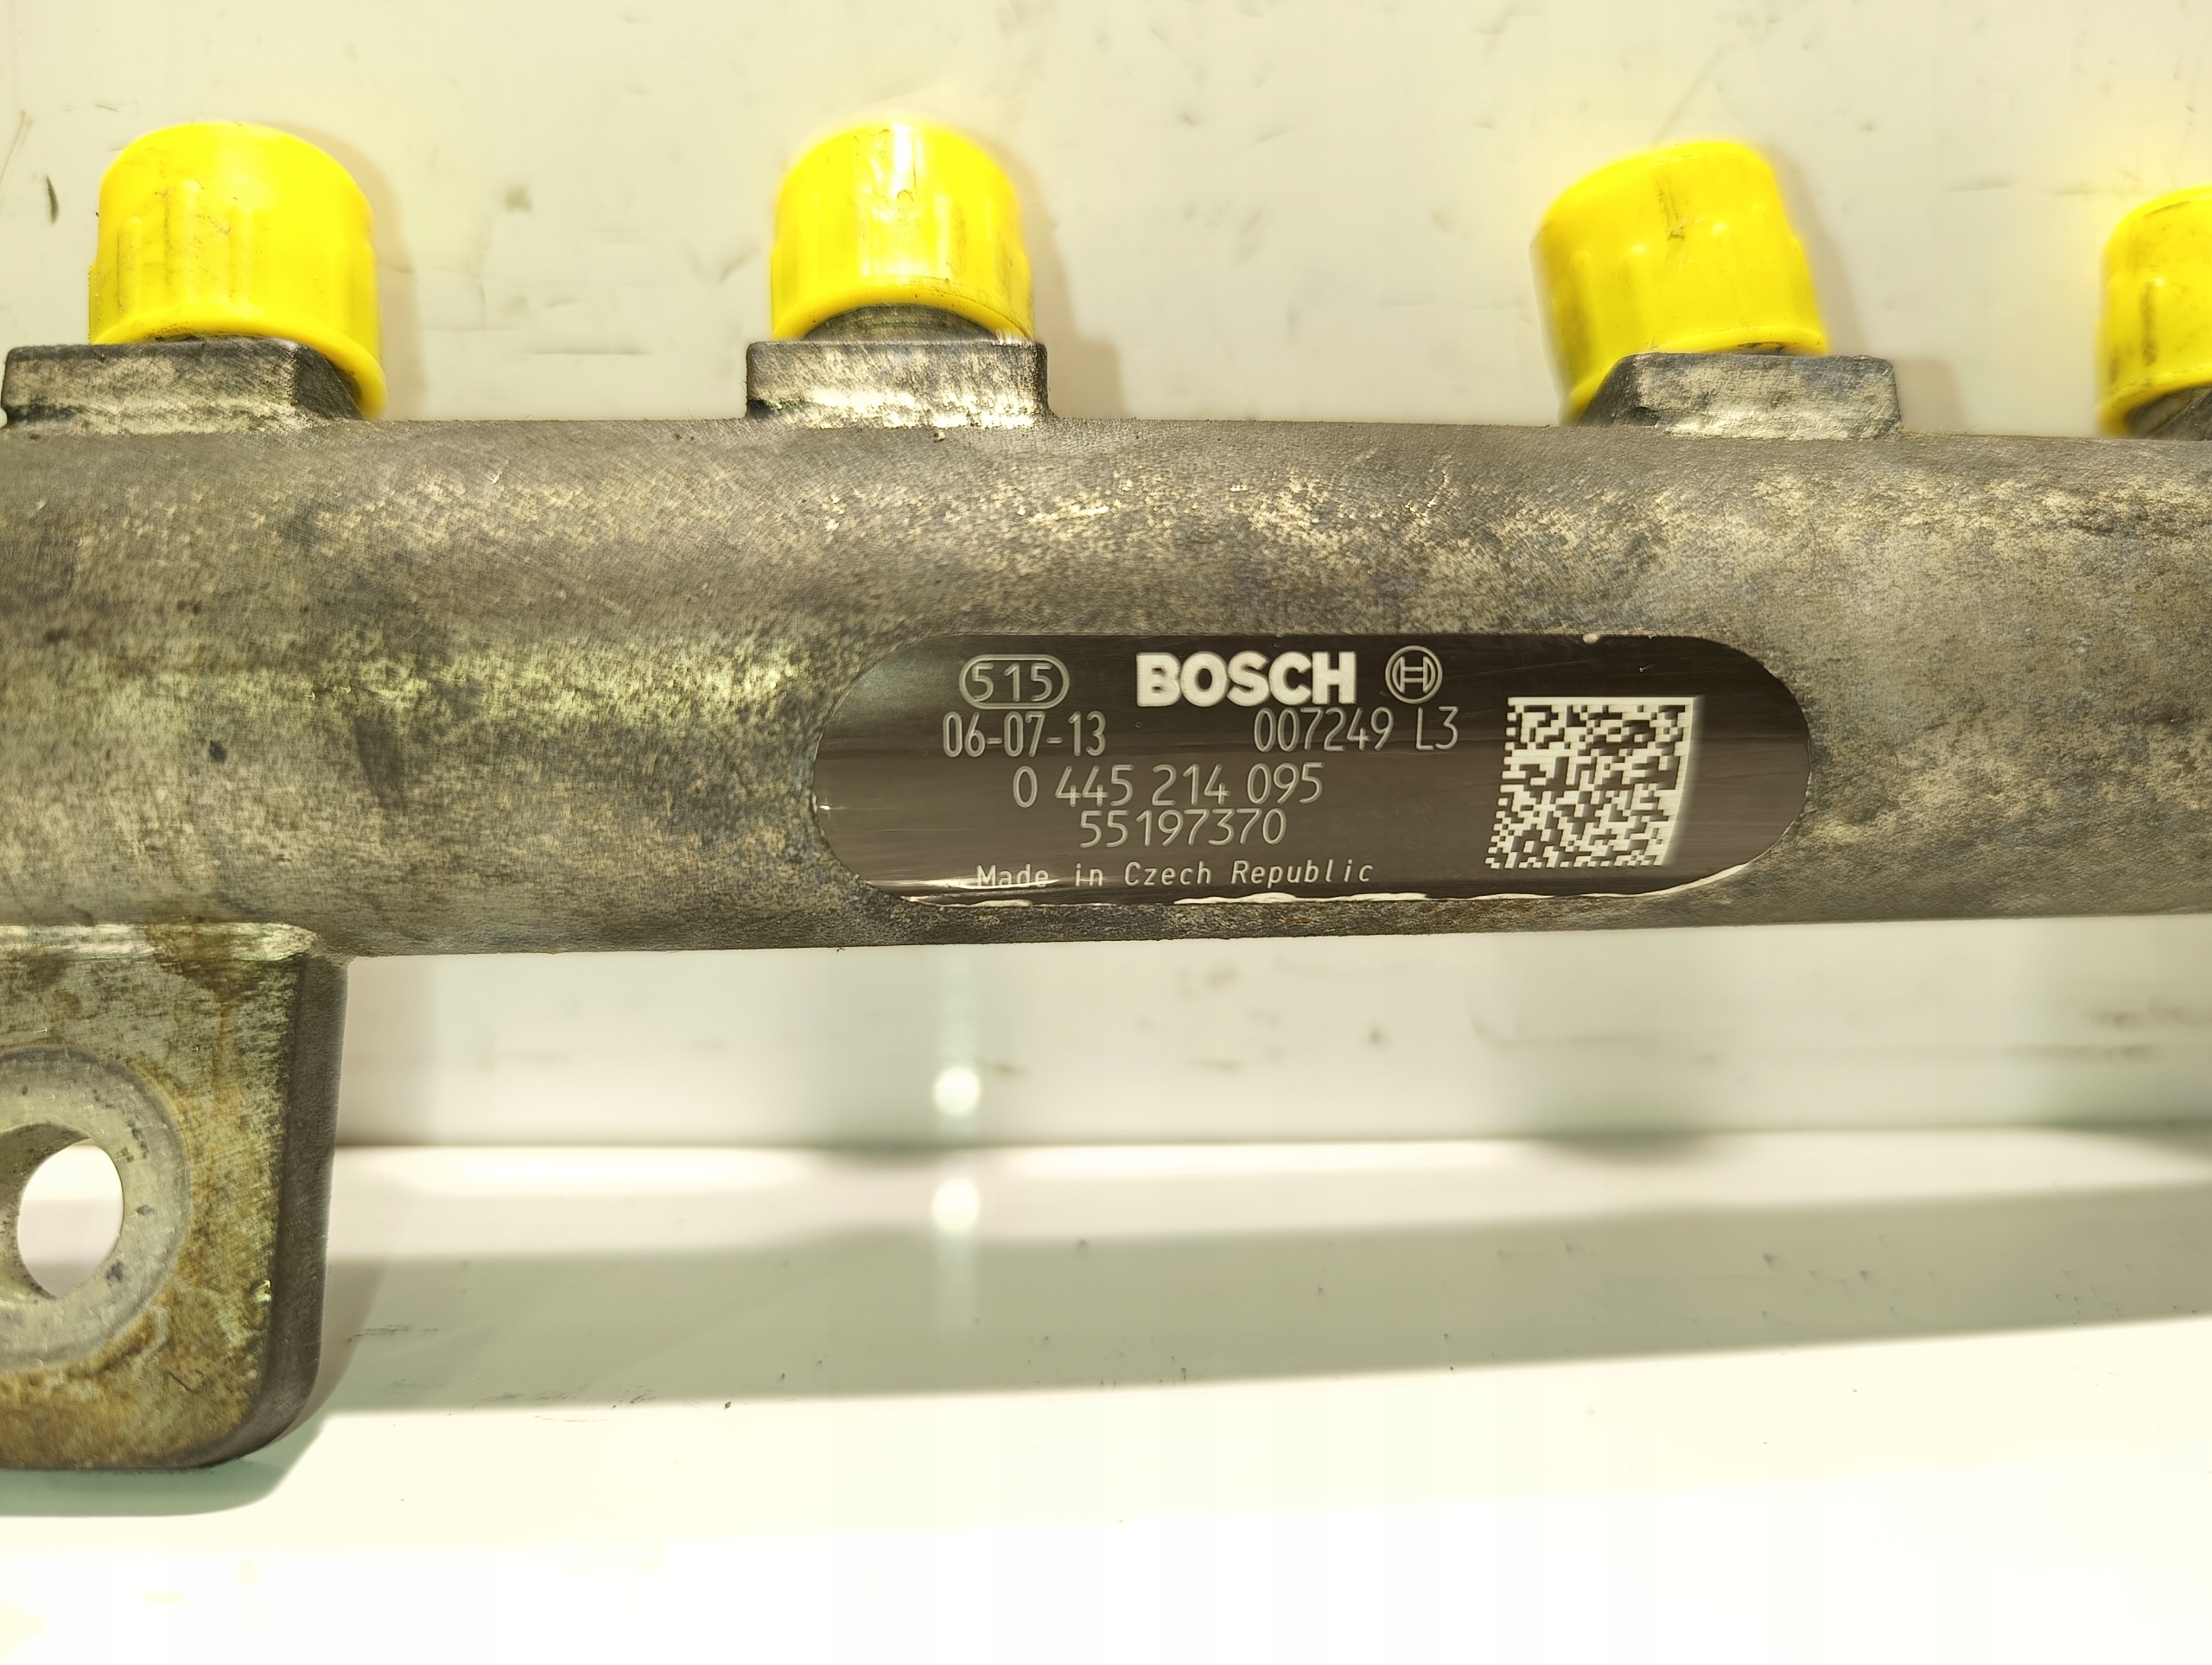 515 BOSCH
06-07-13 007249 L3
0 445 214 095
55197370
Made in Czech Republic